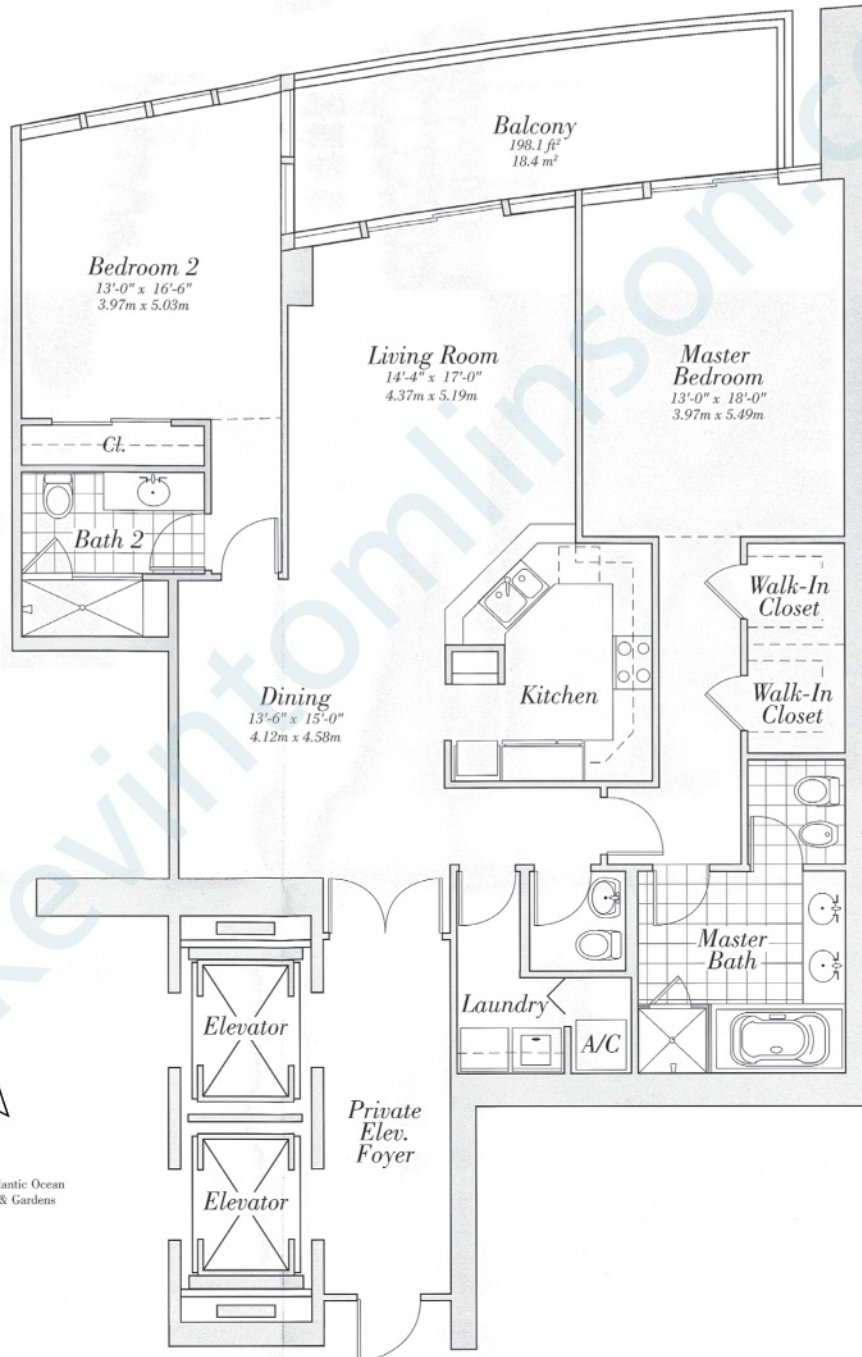 Balcony
198.1 ft²
18.4 m²
Bedroom 2
13'-0" x 16'-6"
3.97m x 5.03m
Living Room
14'-4" x 17'-0"
4.37m x 5.19m
Master
Bedroom
13'-0" x 18'-0"
3.97m x 5.49m
Cl.
Bath 2
Walk-In
Closet
Walk-In
Closet
Kitchen
Dining
13'-6" x 15'-0"
4.12m x 4.58m
Master
Bath
Laundry
A/C
Elevator
Private
Elev.
Foyer
Elevator
lantic Ocean
& Gardens
kevintomlinson.co